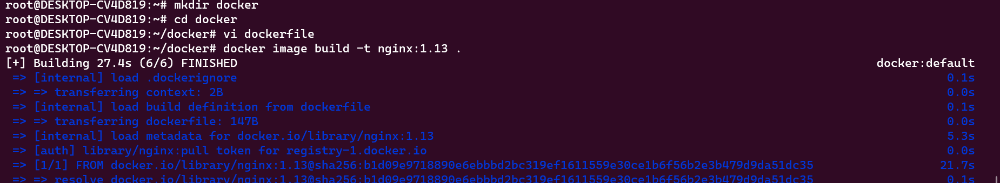 root@DESKTOP-CV4D819:~# mkdir docker
root@DESKTOP-CV4D819:~# cd docker
root@DESKTOP-CV4D819:~/docker# vi dockerfile
root@DESKTOP-CV4D819:~/docker# docker image build -t nginx:1.13 .
[+] Building 27.4s (6/6) FINISHED docker:default
=> [internal] load .dockerignore 0.1s
=> => transferring context: 2B 0.0s
=> [internal] load build definition from dockerfile 0.1s
=> => transferring dockerfile: 147B 0.0s
=> [internal] load metadata for docker.io/library/nginx:1.13 5.3s
=> [auth] library/nginx:pull token for registry-1.docker.io 0.0s
=> [1/1] FROM docker.io/library/nginx:1.13@sha256:b1d09e9718890e6ebbbd2bc319ef1611559e30ce1b6f56b2e3b479d9da51dc35 21.7s
=> => resolve docker.io/library/nginx:1.13@sha256:b1d09e9718890e6ebbbd2bc319ef1611559e30ce1b6f56b2e3b479d9da51dc35 0.1s